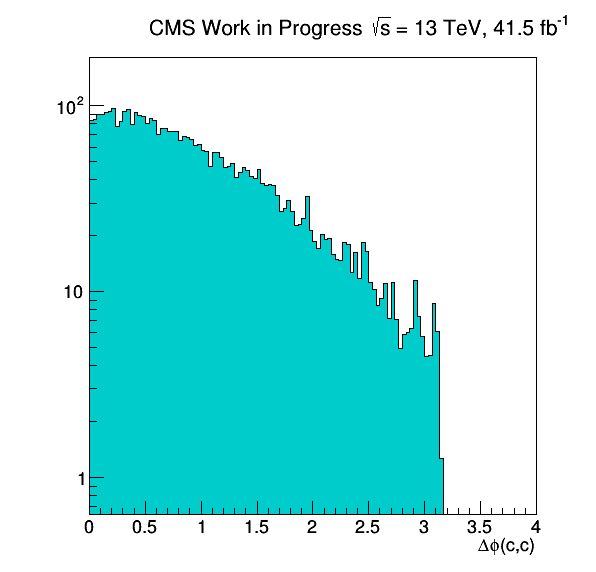 CMS Work in Progress √s = 13 TeV, 41.5 fb⁻¹
10²
10
1
0 0.5 1 1.5 2 2.5 3 3.5 4
Δϕ(c,c)